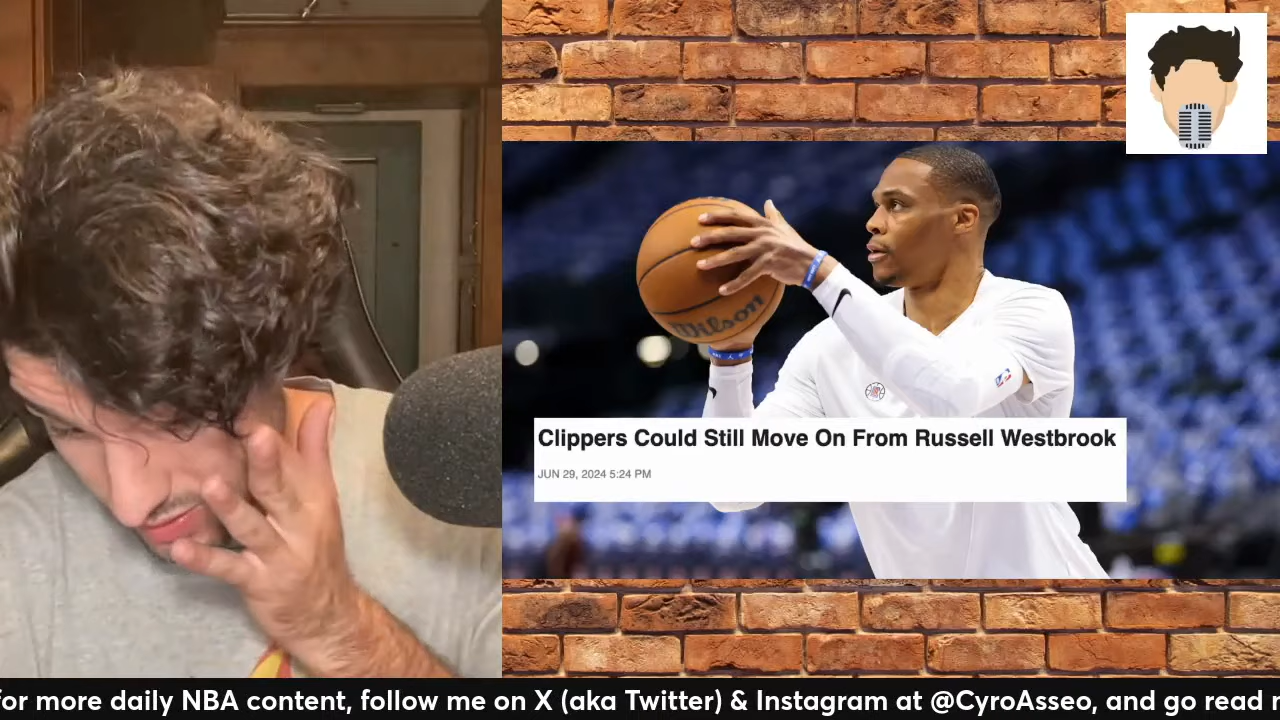 Wilson
Clippers Could Still Move On From Russell Westbrook
JUN 29, 2024 5:24 PM
for more daily NBA content, follow me on X (aka Twitter) & Instagram at @CyroAsseo, and go read